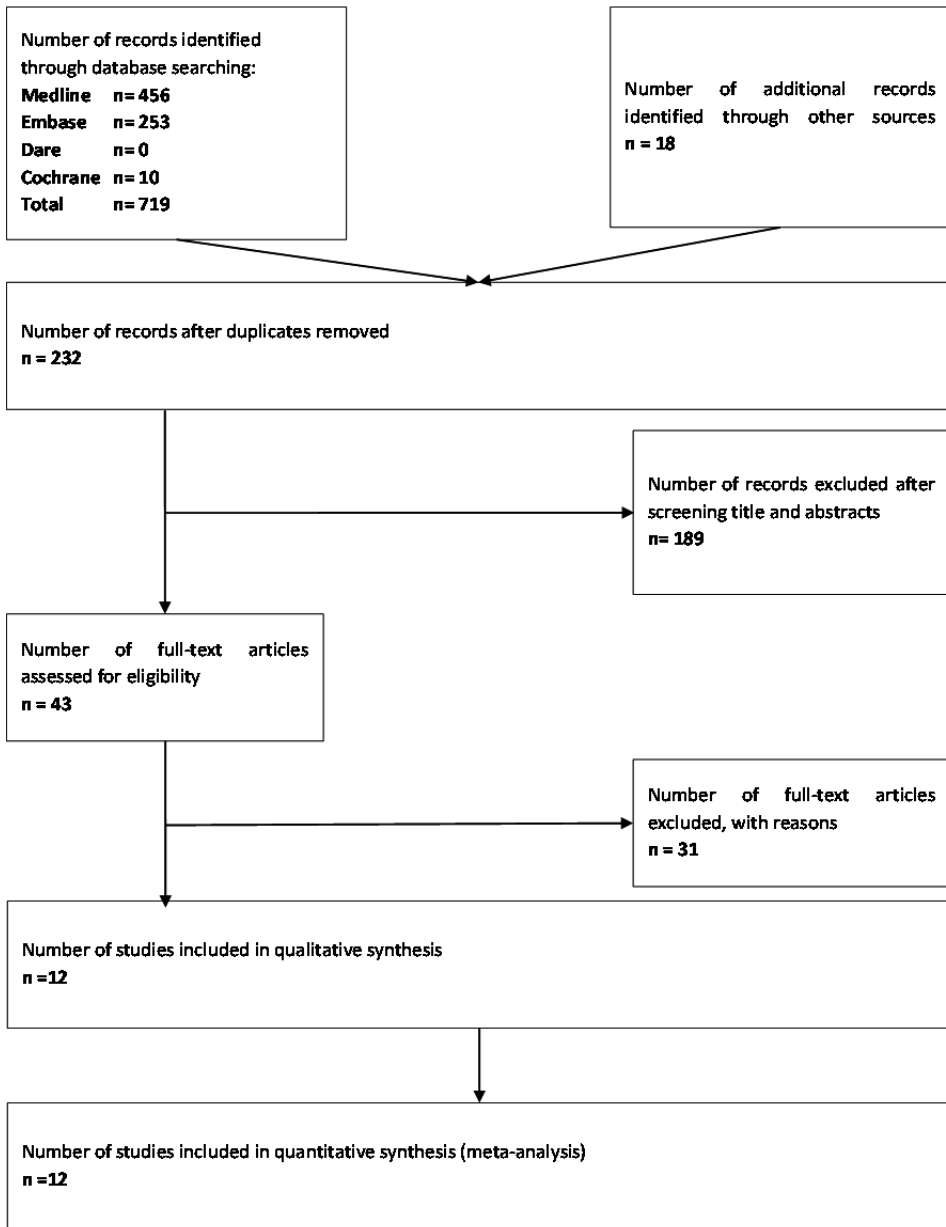 Number of records identified
through database searching:
Medline n= 456
Embase n= 253
Dare n= 0
Cochrane n= 10
Total n= 719
Number of additional records
identified through other sources
n = 18
Number of records after duplicates removed
n = 232
Number of records excluded after
screening title and abstracts
n= 189
Number of full-text articles
assessed for eligibility
n = 43
Number of full-text articles
excluded, with reasons
n = 31
Number of studies included in qualitative synthesis
n =12
Number of studies included in quantitative synthesis (meta-analysis)
n =12